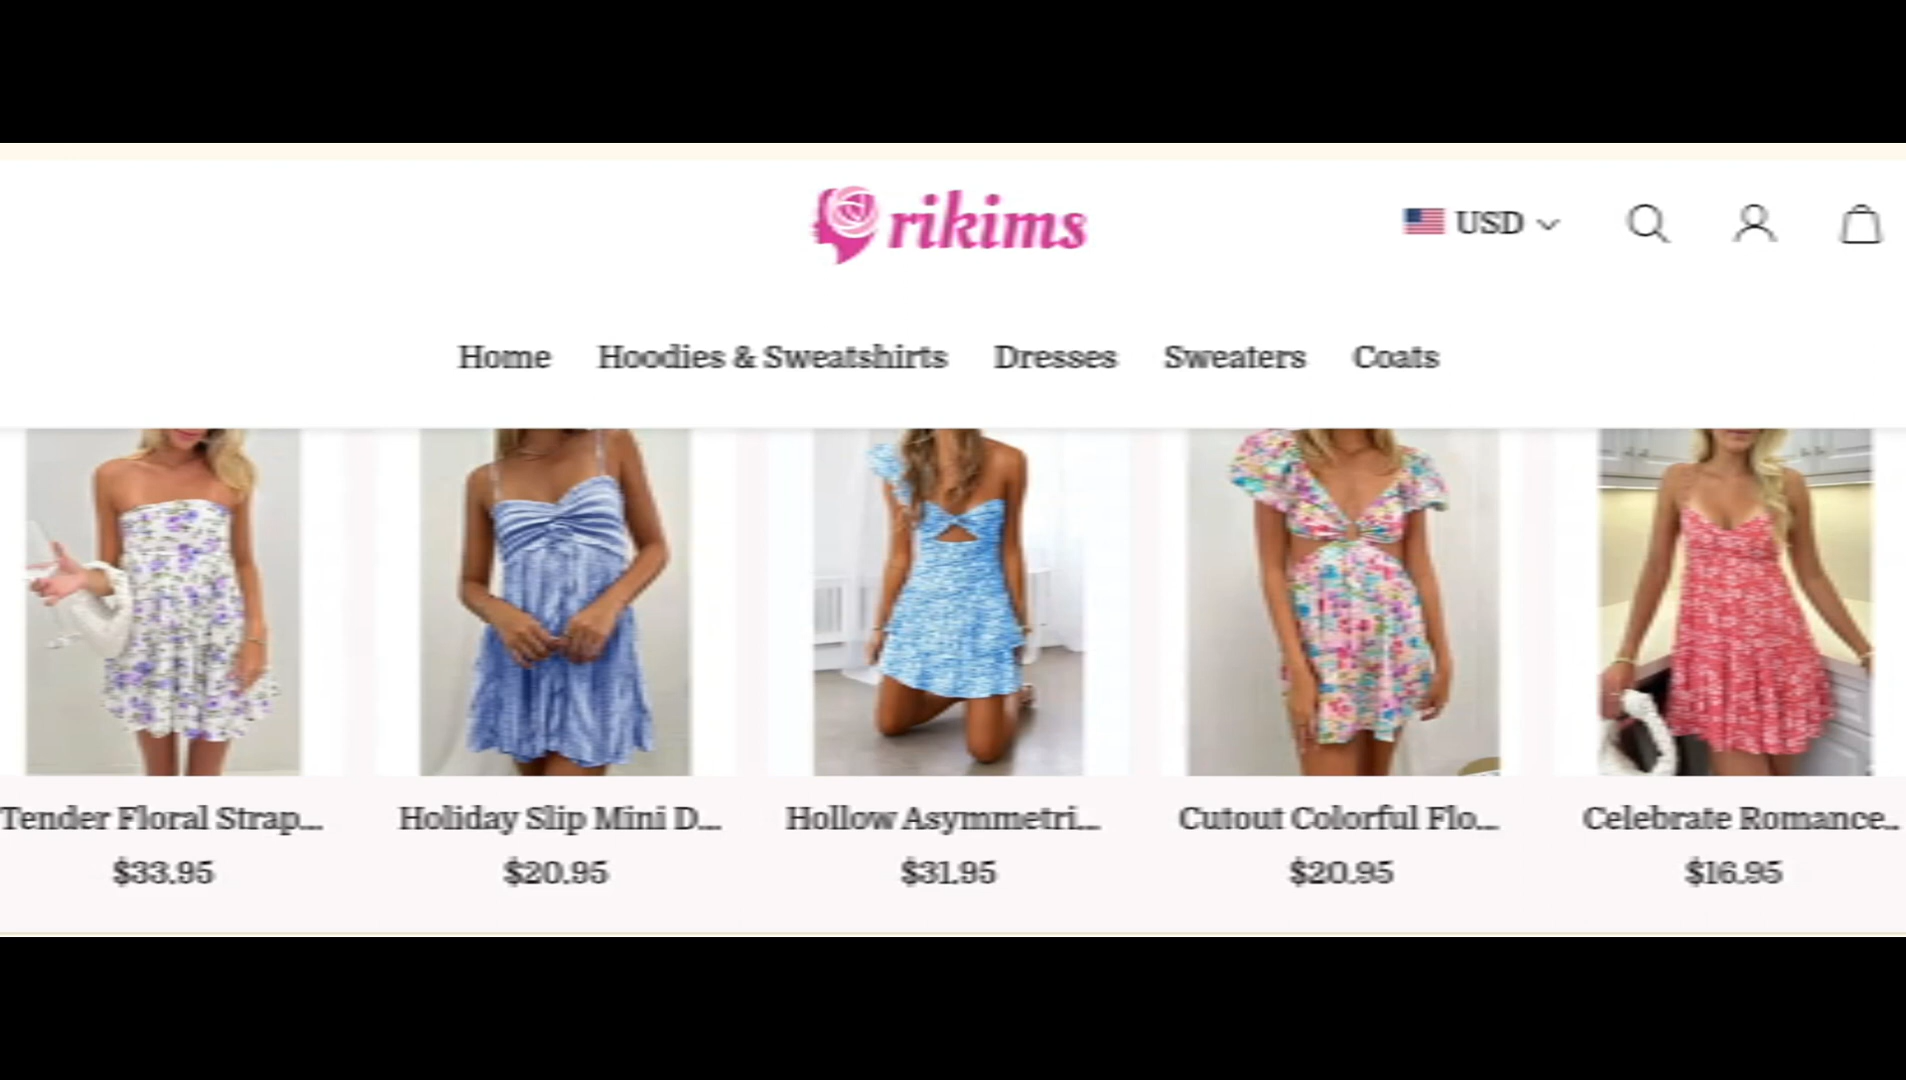 rikims
USD
Home Hoodies & Sweatshirts Dresses Sweaters Coats
Tender Floral Strap... Holiday Slip Mini D... Hollow Asymmetri... Cutout Colorful Flo... Celebrate Romance...
$33.95 $20.95 $31.95 $20.95 $16.95